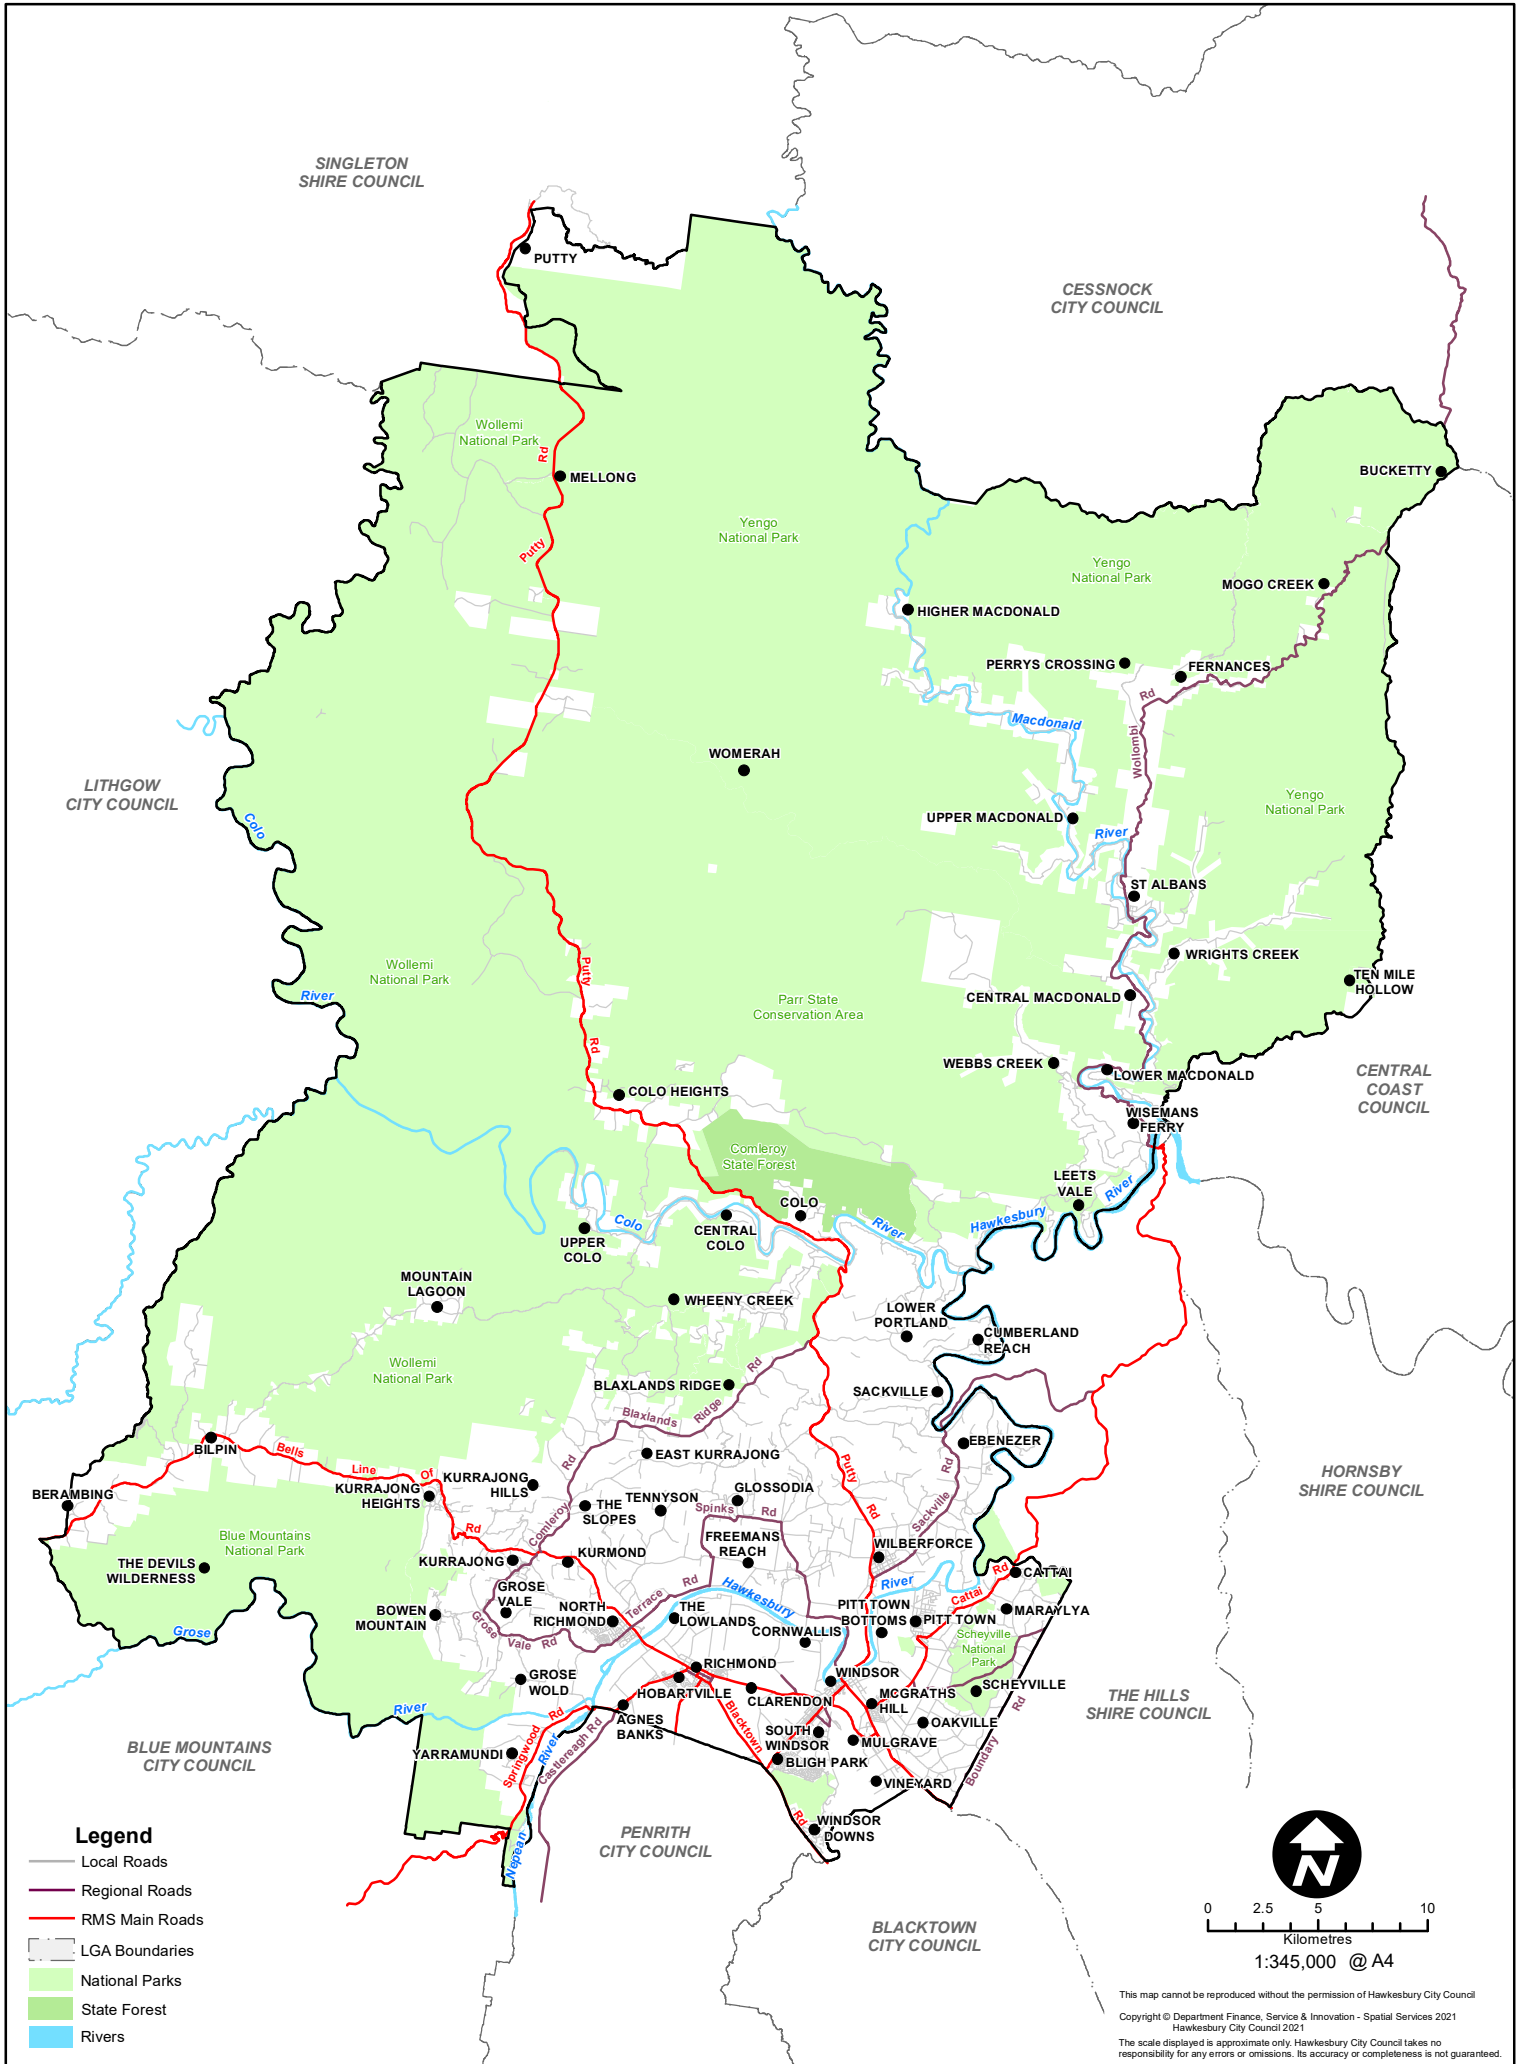 SINGLETON
SHIRE COUNCIL
PUTTY
CESSNOCK
CITY COUNCIL
Wollemi
National Park
Rd
MELLONG
BUCKETTY
Yengo
National Park
Putty
Yengo
National Park
MOGO CREEK
HIGHER MACDONALD
PERRYS CROSSING
FERNANCES
Rd
Macdonald
Wollombi
WOMERAH
LITHGOW
CITY COUNCIL
Yengo
National Park
Colo
UPPER MACDONALD
River
ST ALBANS
Wollemi
National Park
Putty
WRIGHTS CREEK
TEN MILE
HOLLOW
River
Parr State
Conservation Area
CENTRAL MACDONALD
Rd
WEBBS CREEK
LOWER MACDONALD
CENTRAL
COAST
COUNCIL
COLO HEIGHTS
WISEMANS
FERRY
Comleroy
State Forest
LEETS
VALE
River
COLO
Hawkesbury
Colo
CENTRAL
COLO
River
UPPER
COLO
MOUNTAIN
LAGOON
WHEENY CREEK
LOWER
PORTLAND
CUMBERLAND
REACH
Wollemi
National Park
Rd
BLAXLANDS RIDGE
SACKVILLE
Blaxlands
Ridge
BILPIN
Bells
EBENEZER
Line
Of
Rd
EAST KURRAJONG
Putty
Rd
HORNSBY
SHIRE COUNCIL
KURRAJONG
HILLS
KURRAJONG
HEIGHTS
BERAMBING
THE
SLOPES
TENNYSON
GLOSSODIA
Spinks
Rd
Rd
Sackville
Rd
Comleroy
Blue Mountains
National Park
FREEMANS
REACH
WILBERFORCE
THE DEVILS
WILDERNESS
KURRAJONG
KURMOND
CATTAI
Rd
Cattai
River
GROSE
VALE
Terrace
Rd
Hawkesbury
BOWEN
MOUNTAIN
NORTH
RICHMOND
THE
LOWLANDS
PITT TOWN
BOTTOMS
PITT TOWN
MARAYLYA
Grose
Vale
Rd
CORNWALLIS
Scheyville
National
Park
Grose
RICHMOND
WINDSOR
GROSE
WOLD
HOBARTVILLE
CLARENDON
MCGRATHS
HILL
SCHEYVILLE
Rd
THE HILLS
SHIRE COUNCIL
River
Rd
AGNES
BANKS
Blacktown
SOUTH
WINDSOR
OAKVILLE
MULGRAVE
BLUE MOUNTAINS
CITY COUNCIL
YARRAMUNDI
Springwood
River
Castlereagh Rd
BLIGH PARK
VINEYARD
Boundary
Rd
WINDSOR
DOWNS
PENRITH
CITY COUNCIL
Nepean
BLACKTOWN
CITY COUNCIL
Legend
Local Roads
Regional Roads
RMS Main Roads
LGA Boundaries
National Parks
State Forest
Rivers
N
0 2.5 5 10
Kilometres
1:345,000 @ A4
This map cannot be reproduced without the permission of Hawkesbury City Council
Copyright © Department Finance, Service & Innovation - Spatial Services 2021
Hawkesbury City Council 2021
The scale displayed is approximate only. Hawkesbury City Council takes no
responsibility for any errors or omissions. Its accuracy or completeness is not guaranteed.